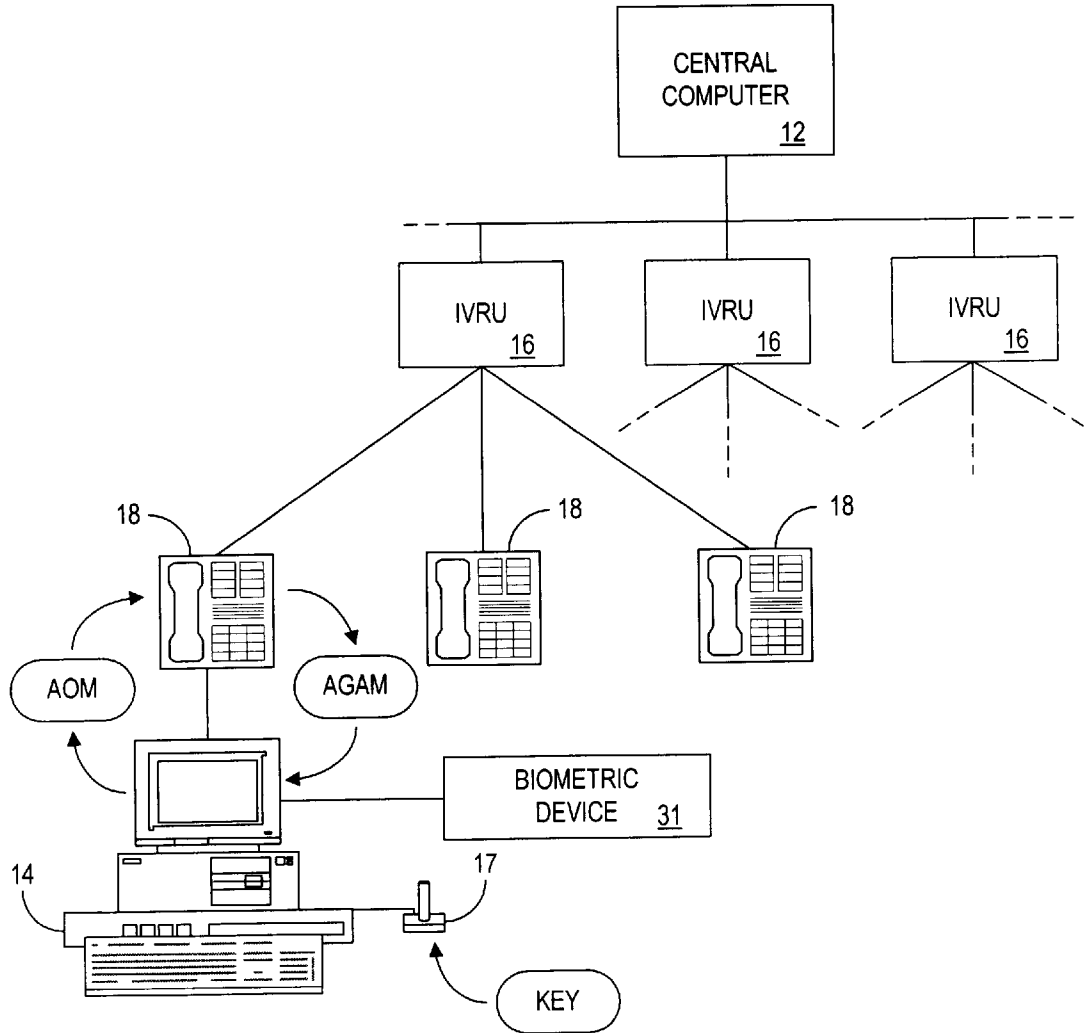 CENTRAL
COMPUTER
12
IVRU
16
IVRU
16
IVRU
16
18
18
18
AOM
AGAM
BIOMETRIC
DEVICE
31
14
17
KEY